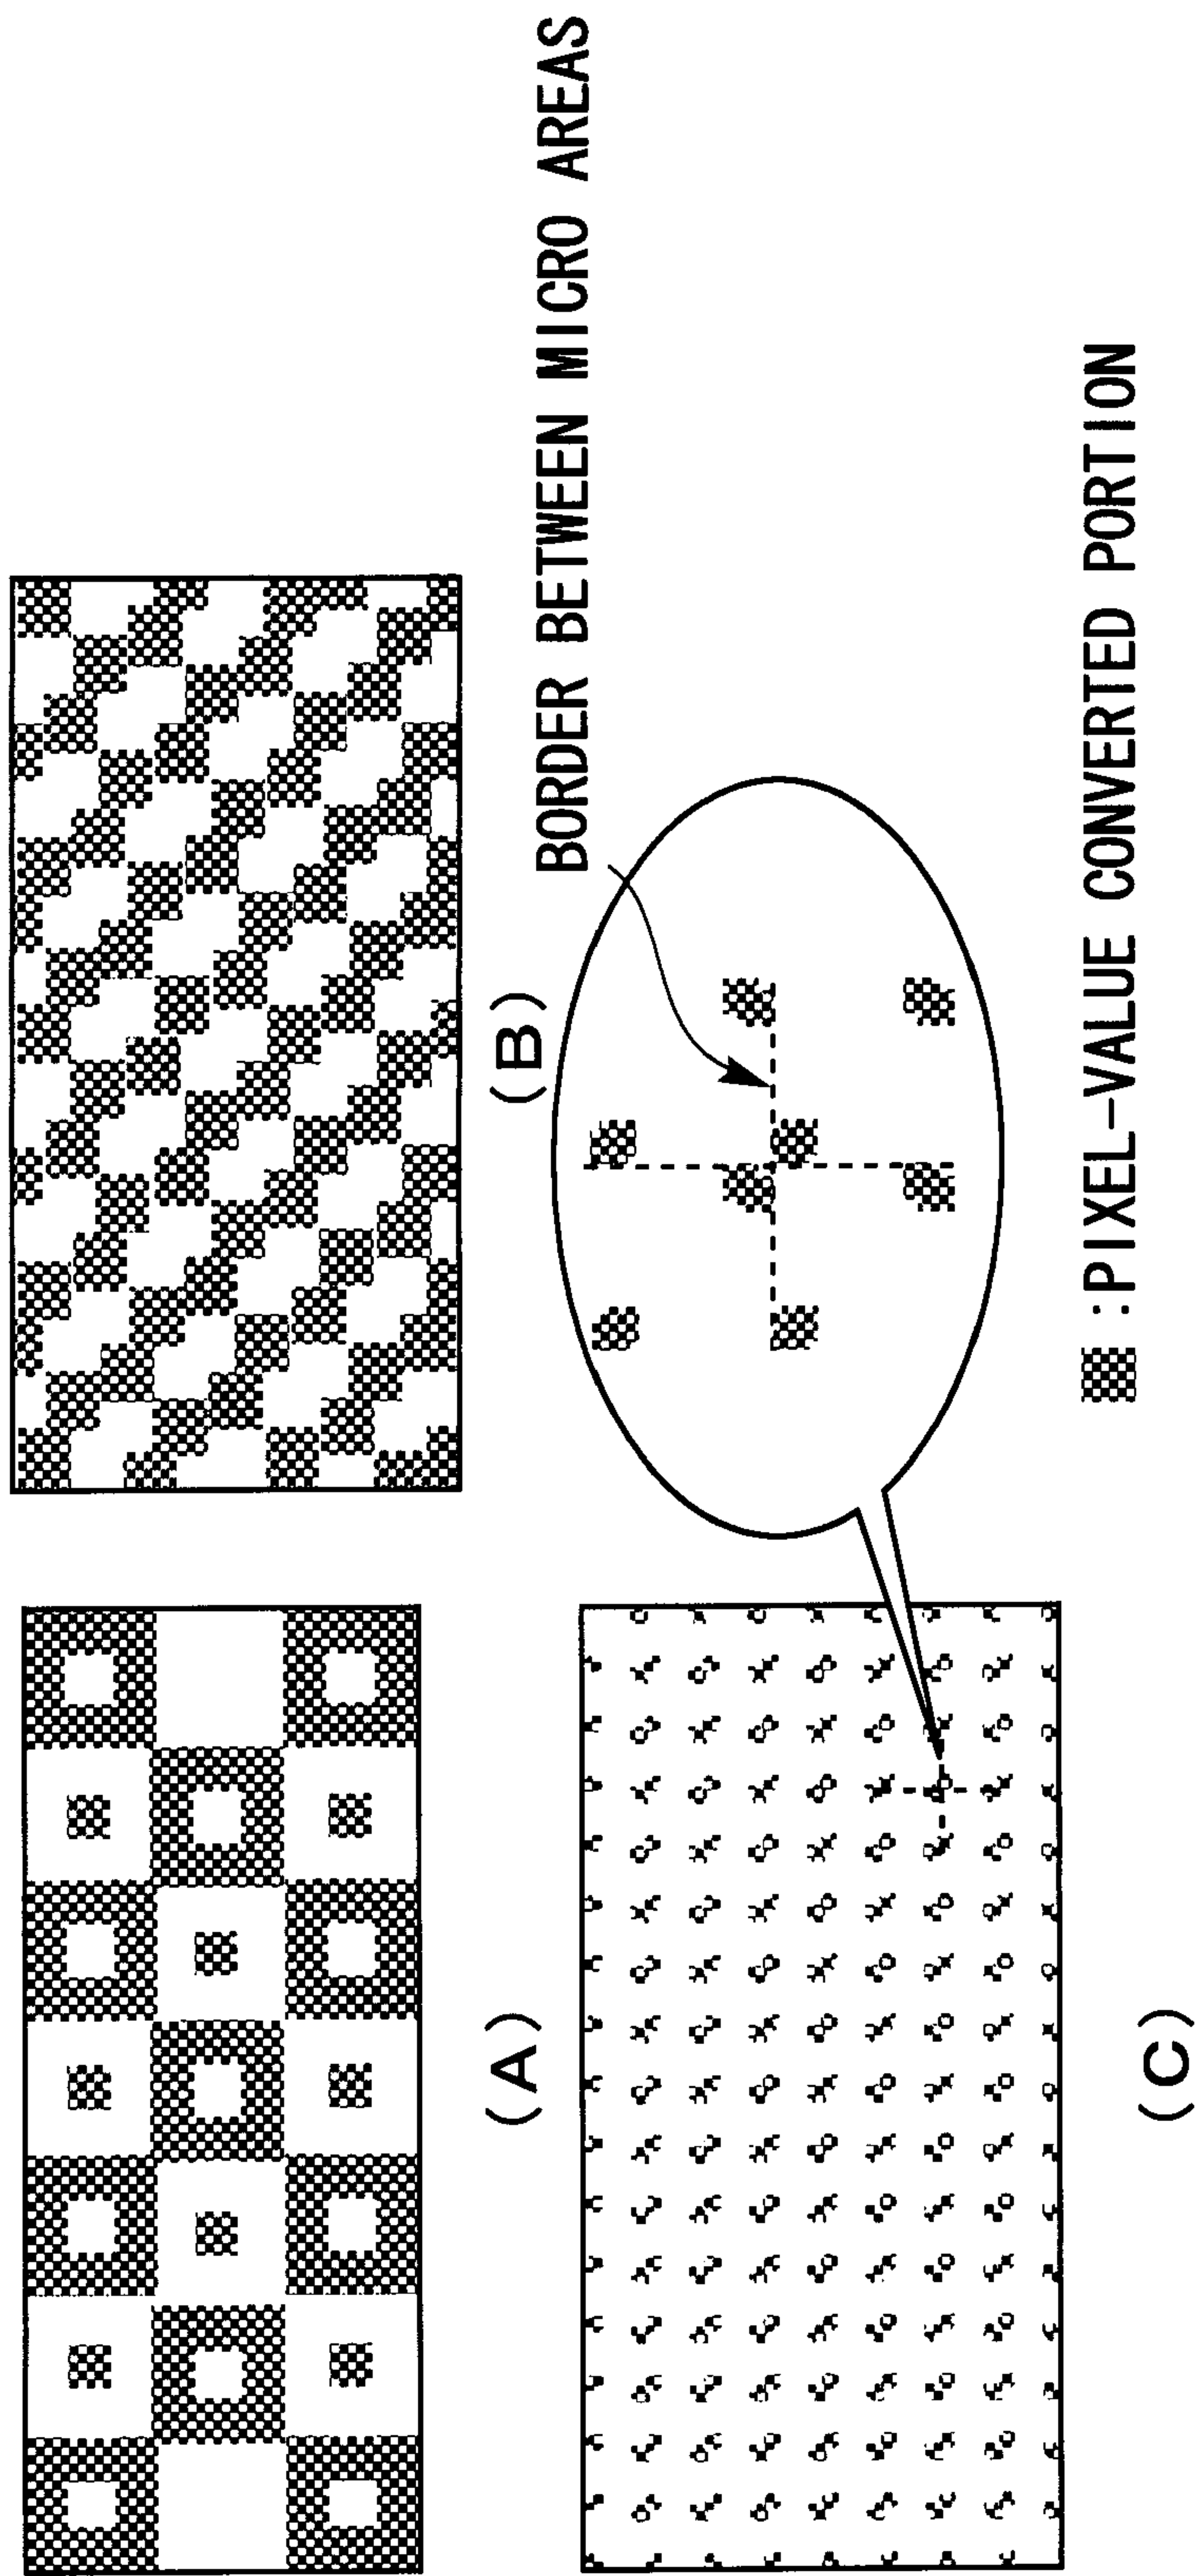 (A)
(B)
BORDER BETWEEN MICRO AREAS
(C)
:PIXEL-VALUE CONVERTED PORTION